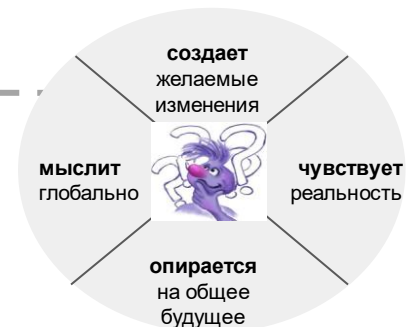 создает
желаемые
изменения
мыслит
глобально
чувствует
реальность
опирается
на общее
будущее